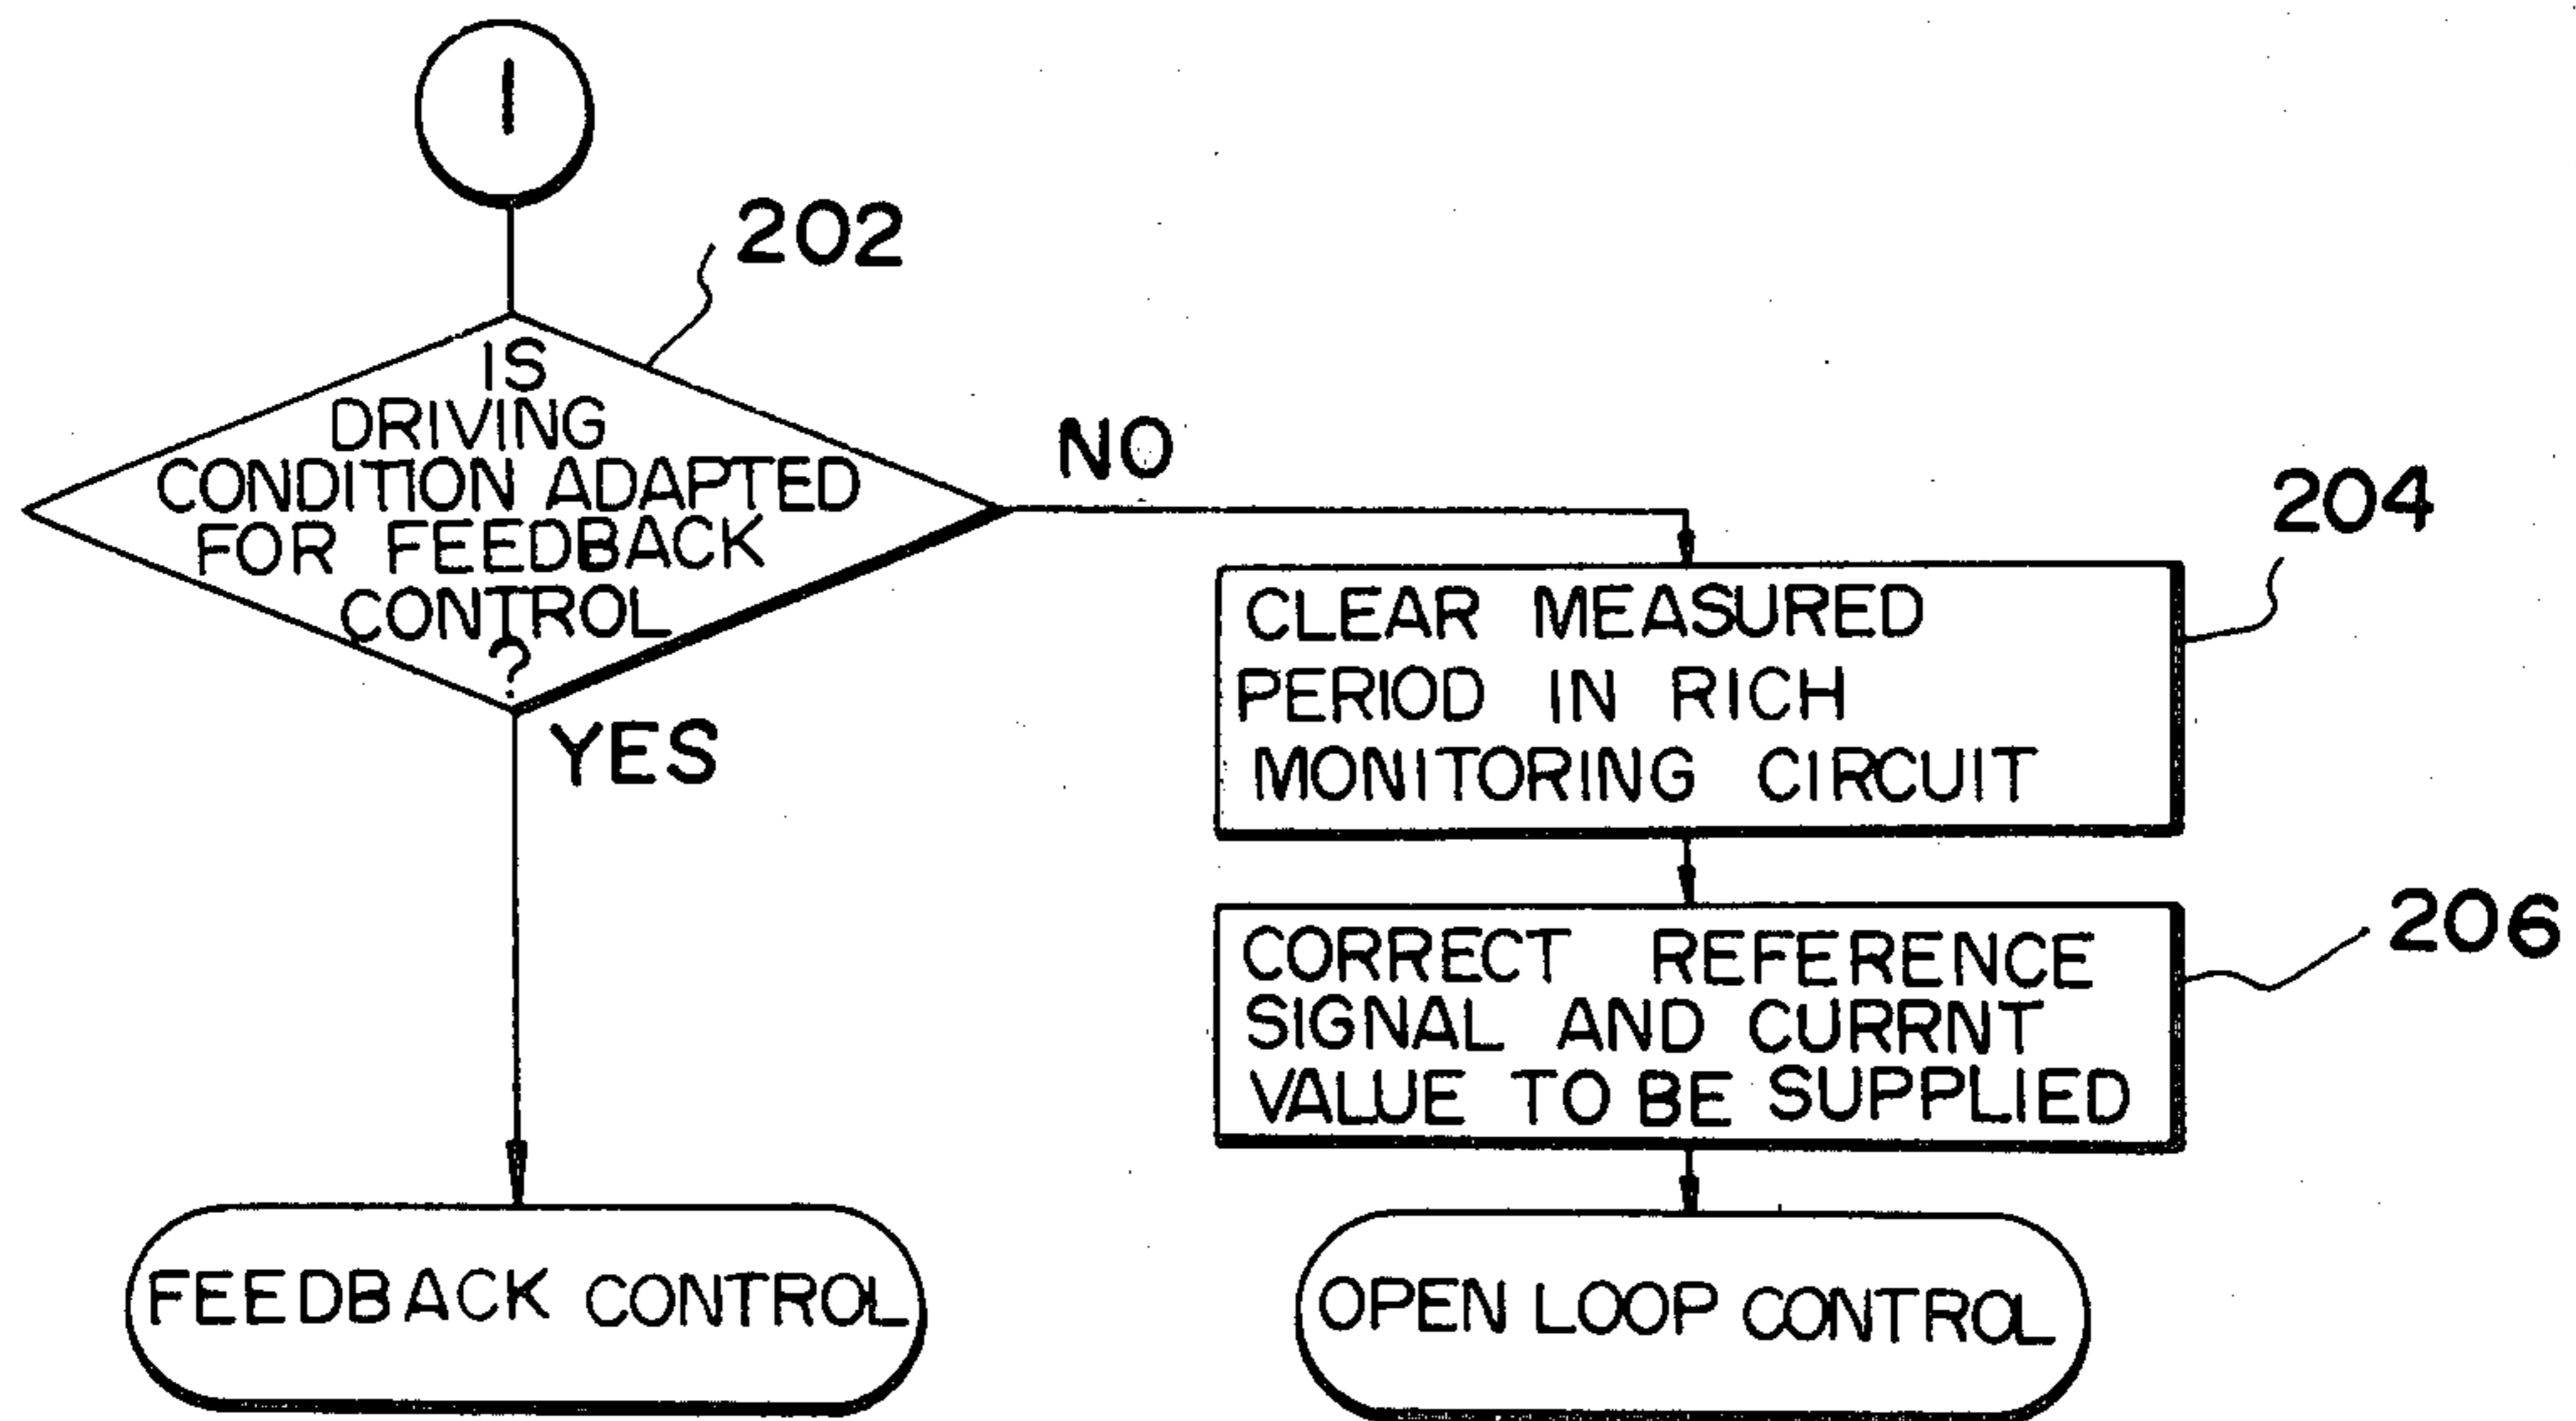 1
202
IS
DRIVING
CONDITION ADAPTED
FOR FEEDBACK
CONTROL
?
NO
YES
204
CLEAR MEASURED
PERIOD IN RICH
MONITORING CIRCUIT
206
CORRECT REFERENCE
SIGNAL AND CURRNT
VALUE TO BE SUPPLIED
FEEDBACK CONTROL
OPEN LOOP CONTROL